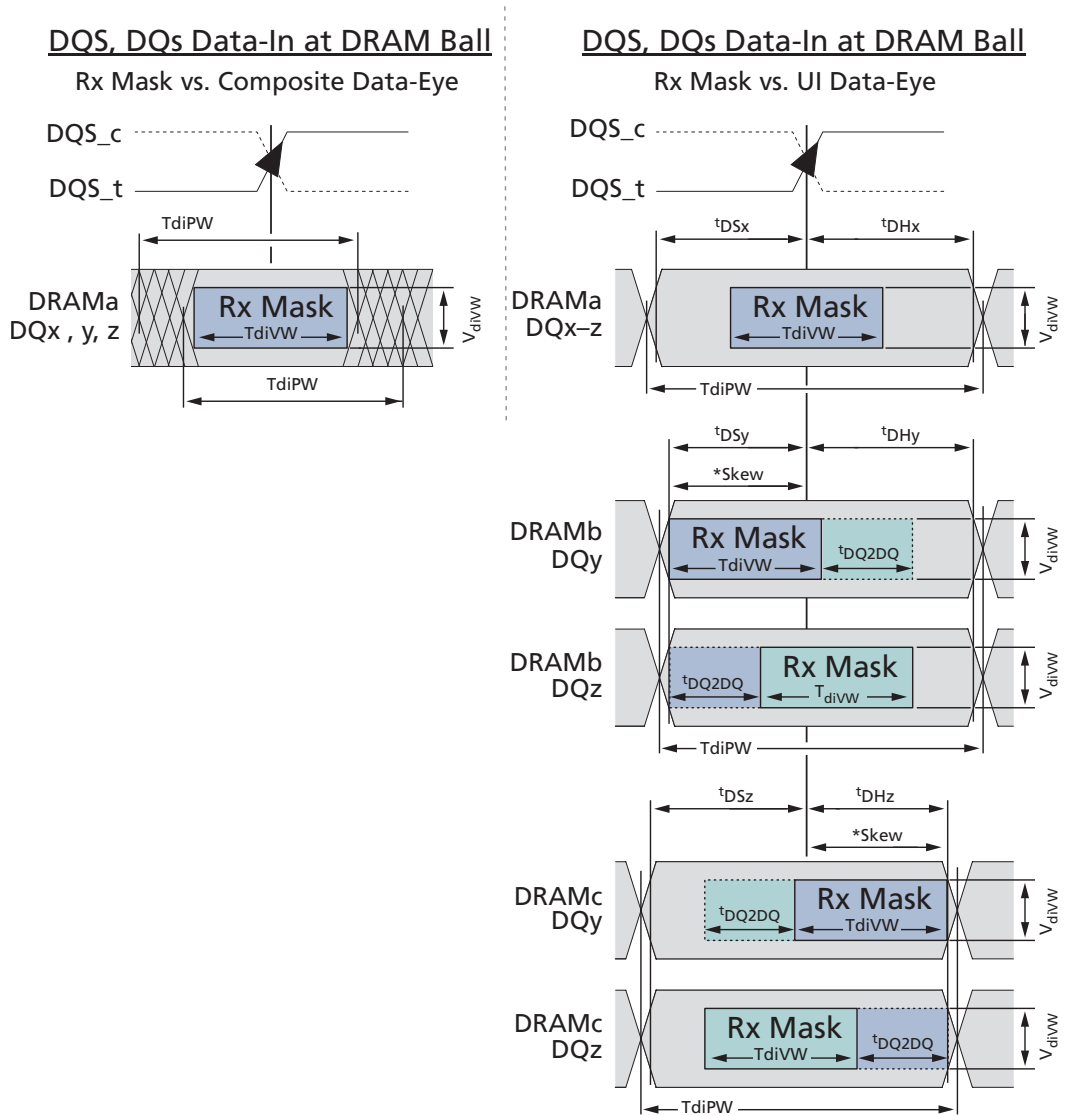 DQS, DQs Data-In at DRAM Ball
Rx Mask vs. Composite Data-Eye
DQS_c
DQS_t
TdiPW
DRAMa
DQx , y, z
Rx Mask
TdiVW
VdiVW
TdiPW
DQS, DQs Data-In at DRAM Ball
Rx Mask vs. UI Data-Eye
DQS_c
DQS_t
tDSx
tDHx
DRAMa
DQx–z
Rx Mask
TdiVW
VdiVW
TdiPW
tDSy
tDHy
*Skew
DRAMb
DQy
Rx Mask
TdiVW
tDQ2DQ
VdiVW
DRAMb
DQz
tDQ2DQ
Rx Mask
TdiVW
VdiVW
TdiPW
tDSz
tDHz
*Skew
DRAMc
DQy
tDQ2DQ
Rx Mask
TdiVW
VdiVW
DRAMc
DQz
Rx Mask
TdiVW
tDQ2DQ
VdiVW
TdiPW